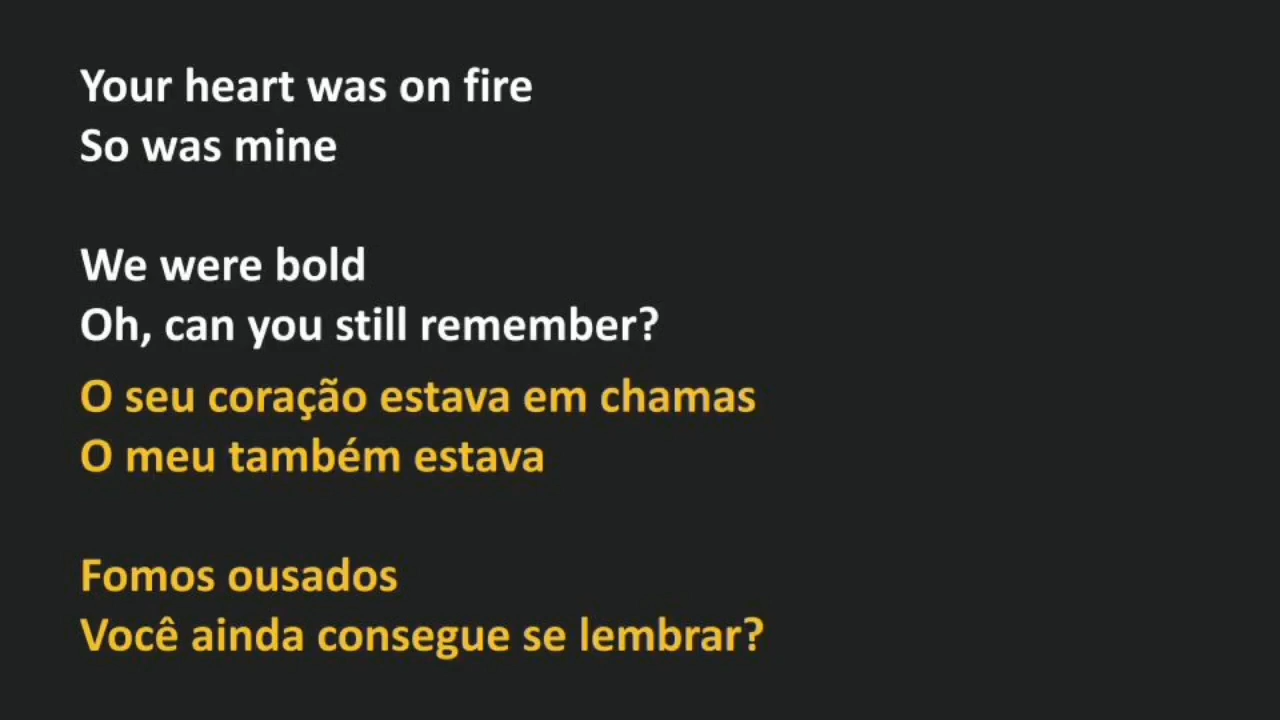 Your heart was on fire
So was mine
We were bold
Oh, can you still remember?
O seu coração estava em chamas
O meu também estava
Fomos ousados
Você ainda consegue se lembrar?